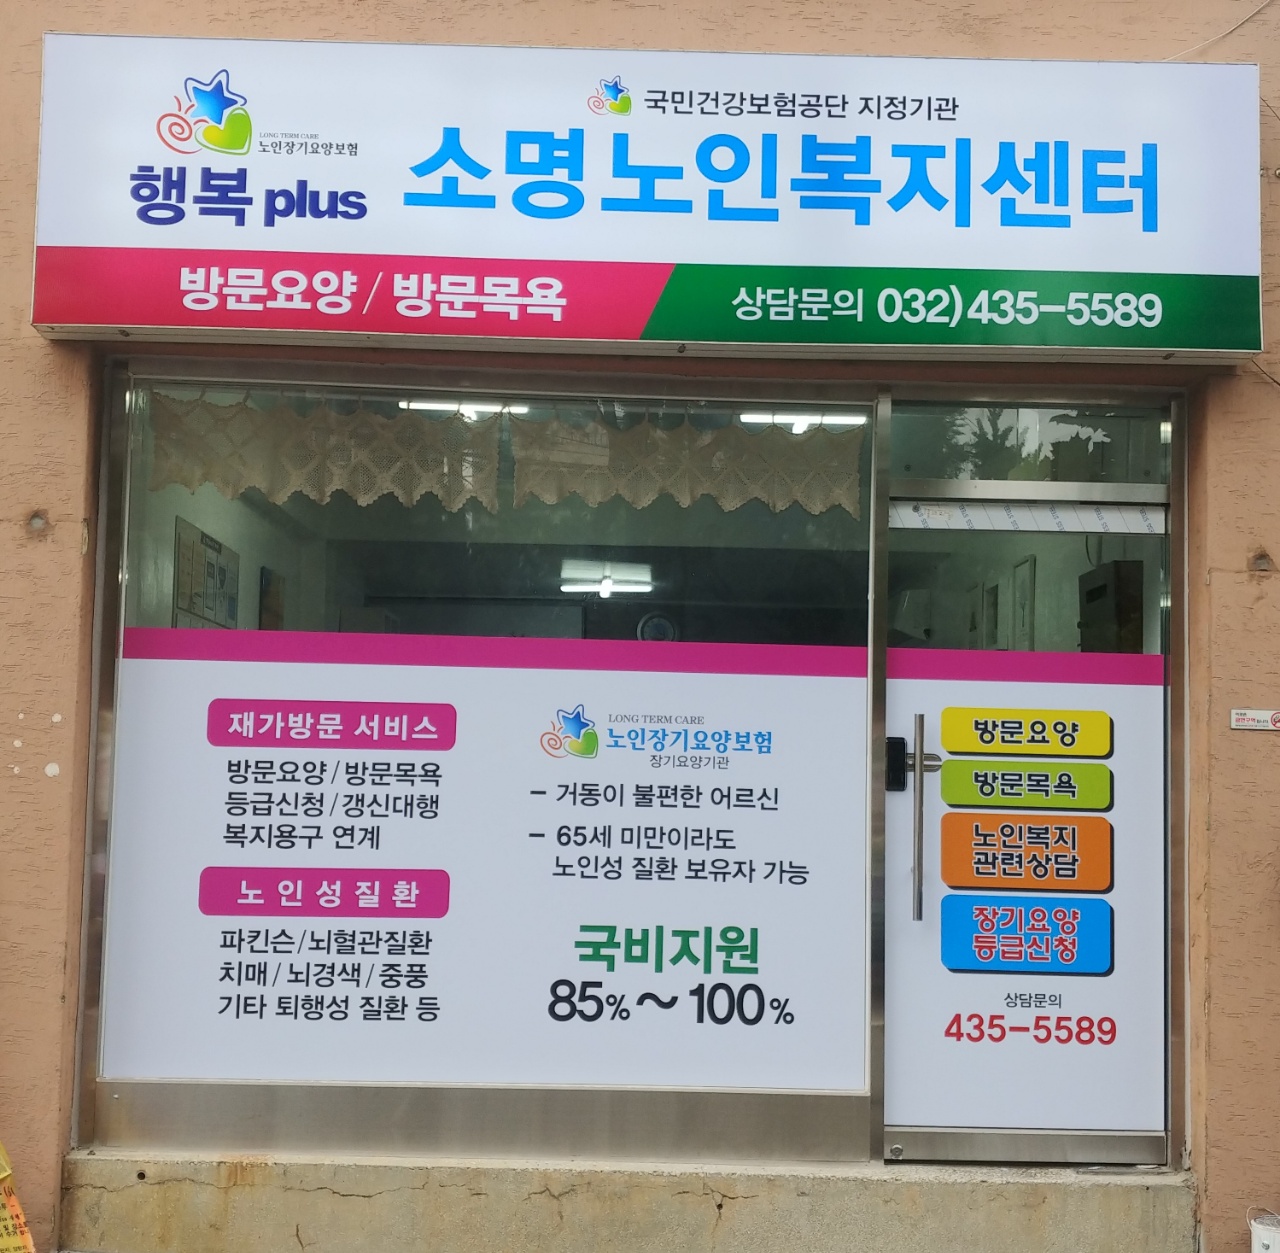 국민건강보험공단 지정기관
LONG TERM CARE
노인장기요양보험
행복 plus
소명노인복지센터
방문요양 / 방문목욕
상담문의 032) 435-5589
재가방문 서비스
방문요양 / 방문목욕
등급신청 / 갱신대행
복지용구 연계
노인성질환
파킨슨/뇌혈관질환
치매/뇌경색/중풍
기타 퇴행성 질환 등
LONG TERM CARE
노인장기요양보험
장기요양기관
- 거동이 불편한 어르신
- 65세 미만이라도
노인성 질환 보유자 가능
국비지원
85% ~ 100%
방문요양
방문목욕
노인복지
관련상담
장기요양
등급신청
상담문의
435-5589